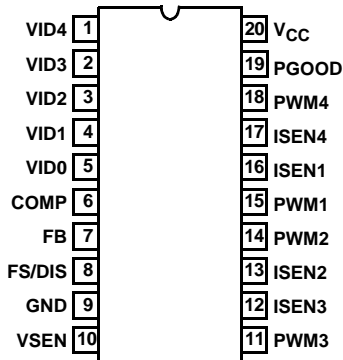 VID4 1 20 VCC
VID3 2 19 PGOOD
VID2 3 18 PWM4
VID1 4 17 ISEN4
VID0 5 16 ISEN1
COMP 6 15 PWM1
FB 7 14 PWM2
FS/DIS 8 13 ISEN2
GND 9 12 ISEN3
VSEN 10 11 PWM3